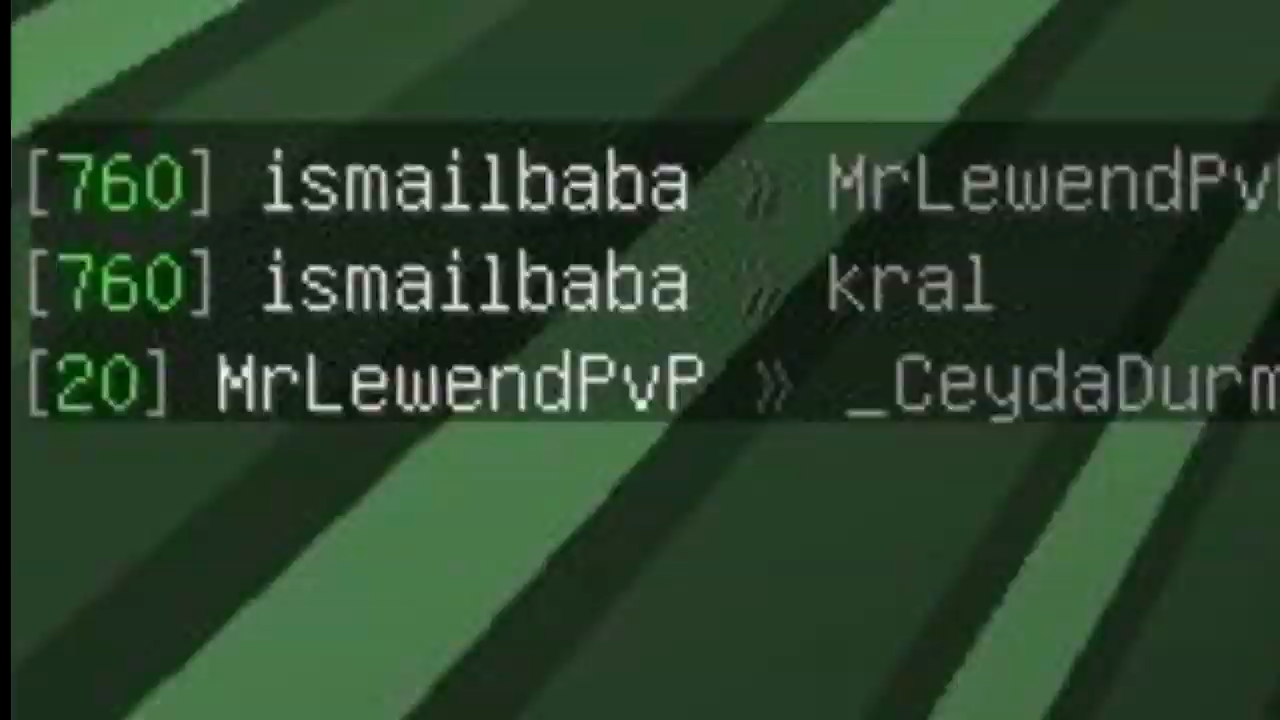 [760] ismailbaba » MrLewendPv
[760] ismailbaba » kral
[20] MrLewendPvP » _CeydaDurm